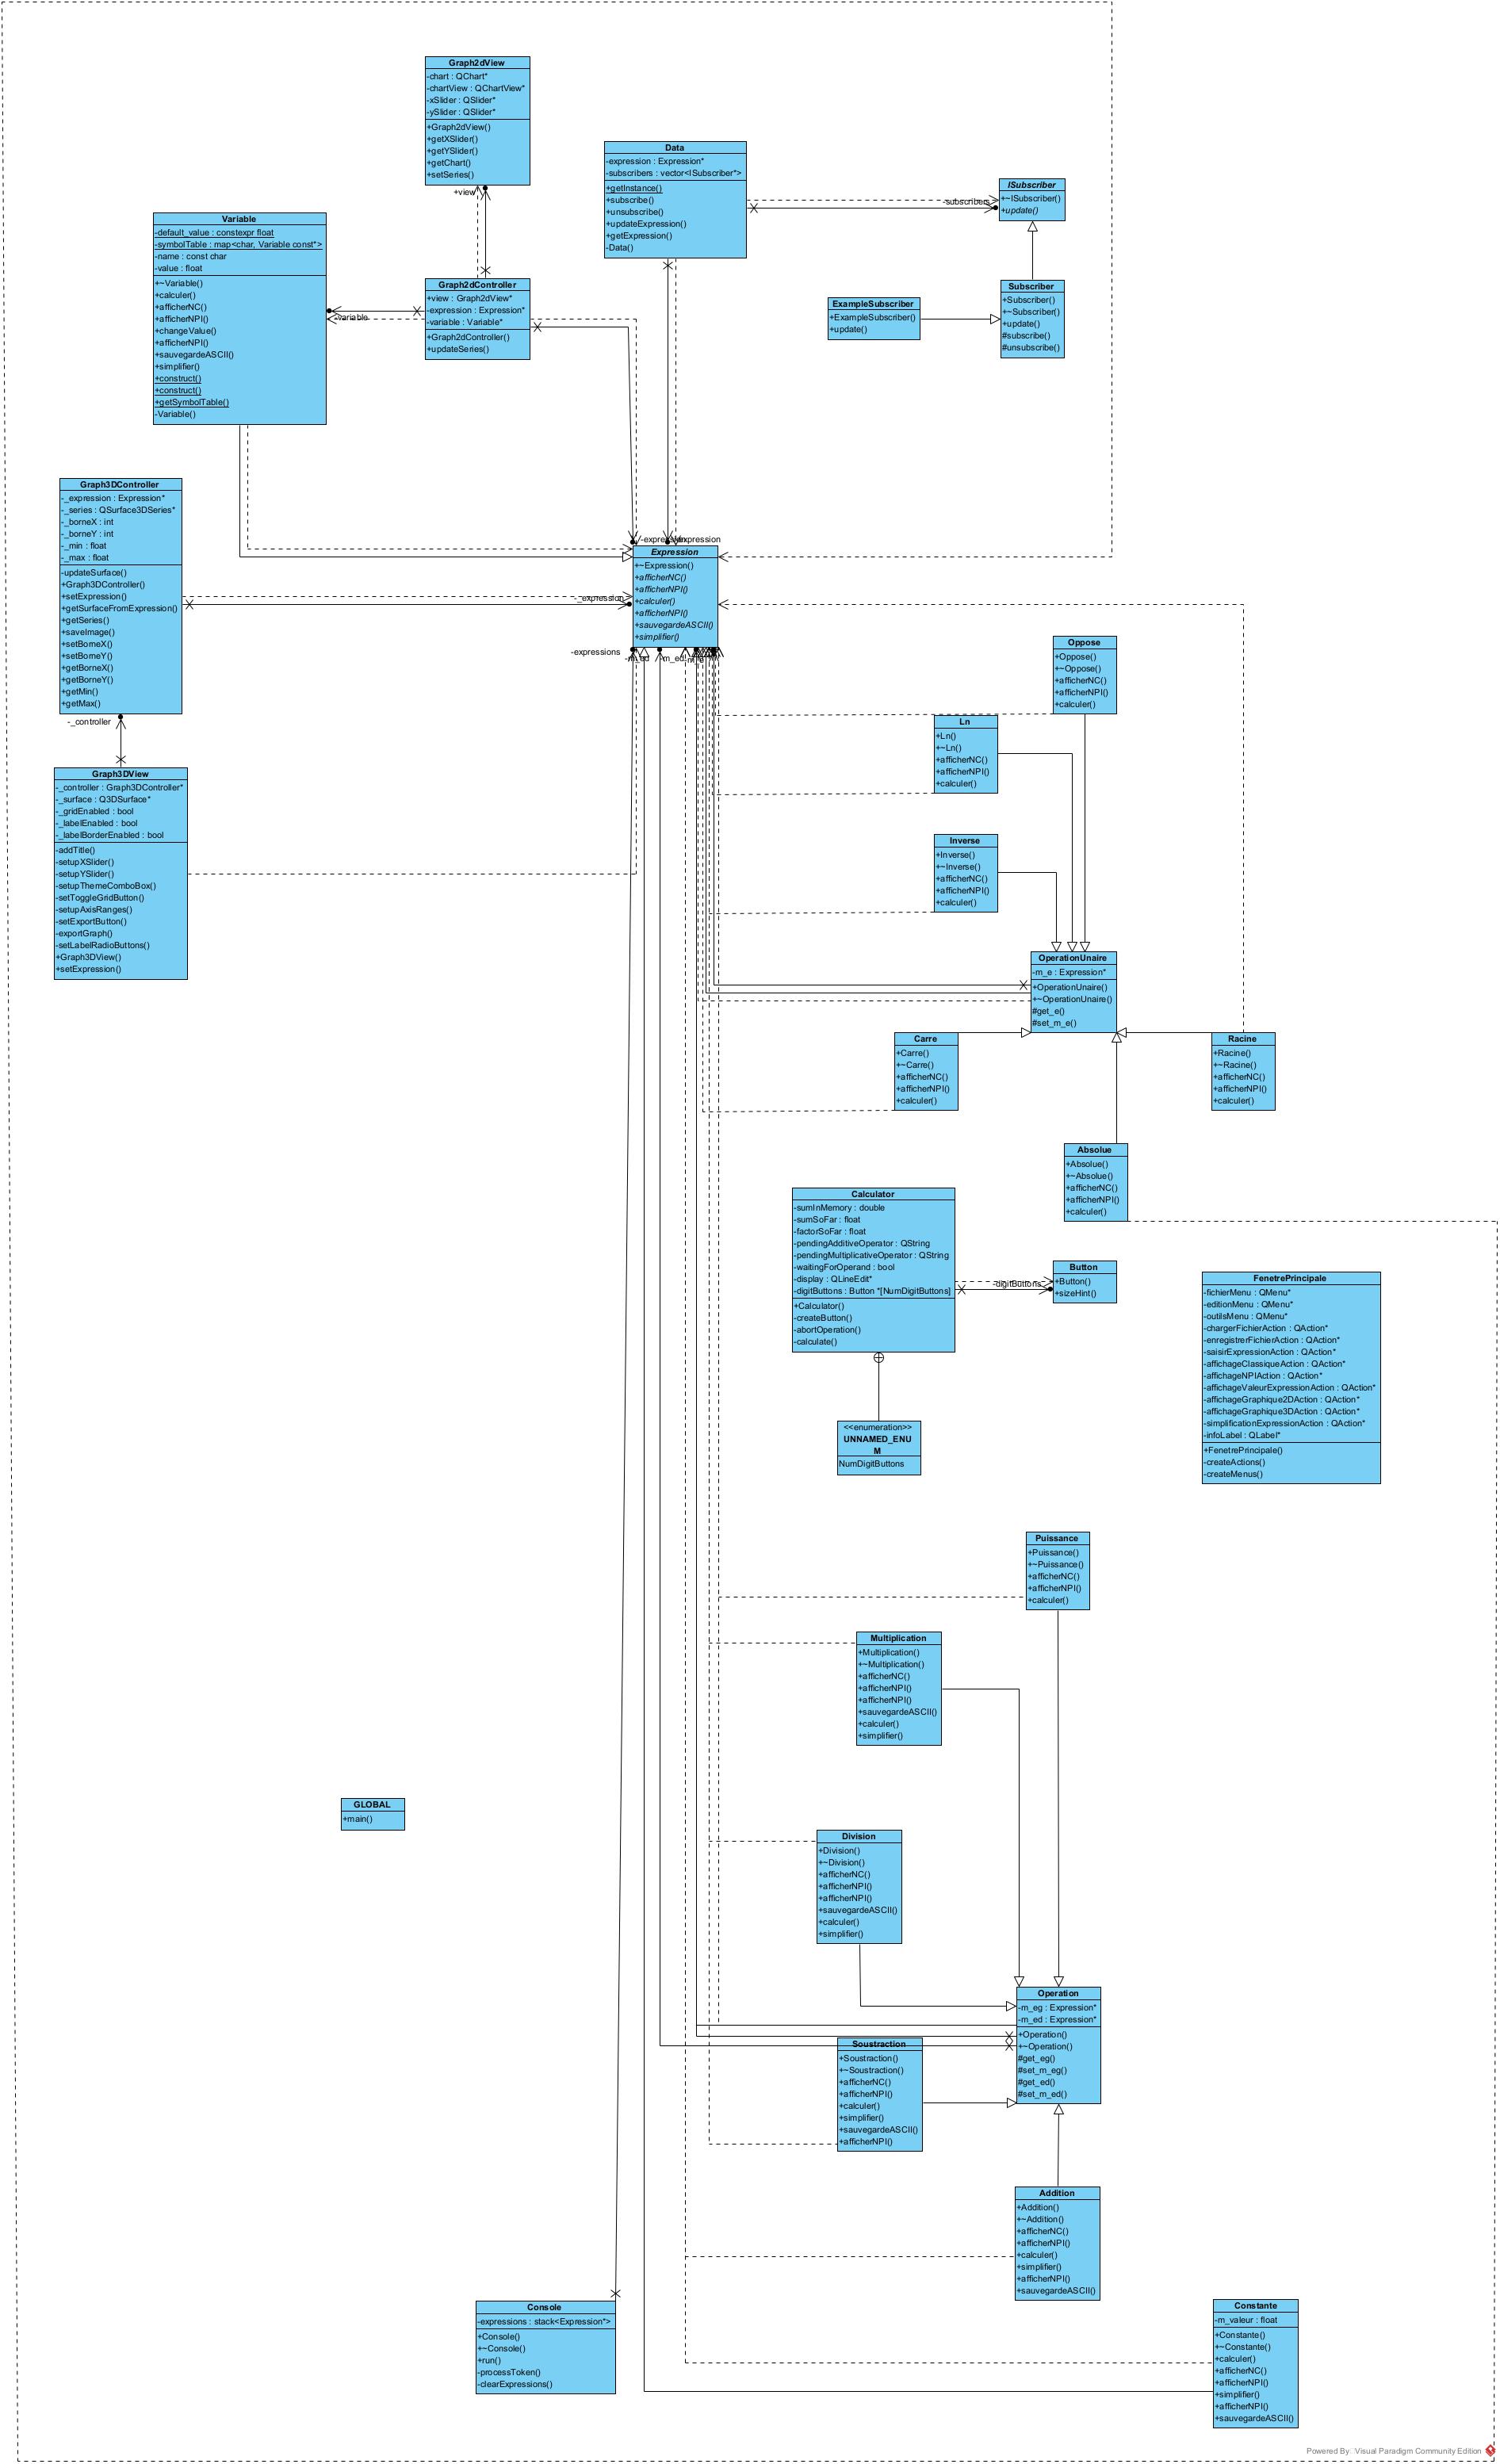 Graph2dView
-chart : QChart*
-chartView : QChartView*
-xSlider : QSlider*
-ySlider : QSlider*
+Graph2dView()
+getXSlider()
+getYSlider()
+getChart()
+setSeries()
+view
Data
-expression : Expression*
-subscribers : vector<ISubscriber*>
+getInstance()
+subscribe()
+unsubscribe()
+updateExpression()
+getExpression()
-Data()
-subscribers
ISubscriber
+~ISubscriber()
+update()
Variable
-default_value : constexpr float
-symbolTable : map<char, Variable const*>
-name : const char
-value : float
+~Variable()
+calculer()
+afficherNC()
+afficherNPI()
+changeValue()
+afficherNPI()
+sauvegardeASCII()
+simplifier()
+construct()
+construct()
+getSymbolTable()
-Variable()
-variable
Graph2dController
+view : Graph2dView*
-expression : Expression*
-variable : Variable*
+Graph2dController()
+updateSeries()
Subscriber
+Subscriber()
+~Subscriber()
+update()
#subscribe()
#unsubscribe()
ExampleSubscriber
+ExampleSubscriber()
+update()
Graph3DController
-_expression : Expression*
-_series : QSurface3DSeries*
-_borneX : int
-_borneY : int
-_min : float
-_max : float
-updateSurface()
+Graph3DController()
+setExpression()
+getSurfaceFromExpression()
+getSeries()
+saveImage()
+setBorneX()
+setBorneY()
+getBorneX()
+getBorneY()
+getMin()
+getMax()
-_controller
-expression
-expression
-_expression
Expression
+~Expression()
+afficherNC()
+afficherNPI()
+calculer()
+afficherNPI()
+sauvegardeASCII()
+simplifier()
-expressions
-m_ed
Graph3DView
-_controller : Graph3DController*
-_surface : Q3DSurface*
-_gridEnabled : bool
-_labelEnabled : bool
-_labelBorderEnabled : bool
-addTitle()
-setupXSlider()
-setupYSlider()
-setupThemeComboBox()
-setToggleGridButton()
-setupAxisRanges()
-setExportButton()
-exportGraph()
-setLabelRadioButtons()
+Graph3DView()
+setExpression()
Oppose
+Oppose()
+~Oppose()
+afficherNC()
+afficherNPI()
+calculer()
Ln
+Ln()
+~Ln()
+afficherNC()
+afficherNPI()
+calculer()
Inverse
+Inverse()
+~Inverse()
+afficherNC()
+afficherNPI()
+calculer()
OperationUnaire
-m_e : Expression*
+OperationUnaire()
+~OperationUnaire()
#get_e()
#set_m_e()
Carre
+Carre()
+~Carre()
+afficherNC()
+afficherNPI()
+calculer()
Racine
+Racine()
+~Racine()
+afficherNC()
+afficherNPI()
+calculer()
Absolue
+Absolue()
+~Absolue()
+afficherNC()
+afficherNPI()
+calculer()
Calculator
-sumInMemory : double
-sumSoFar : float
-factorSoFar : float
-pendingAdditiveOperator : QString
-pendingMultiplicativeOperator : QString
-waitingForOperand : bool
-display : QLineEdit*
-digitButtons : Button *[NumDigitButtons]
+Calculator()
-createButton()
-abortOperation()
-calculate()
-digitButtons
Button
+Button()
+sizeHint()
<<enumeration>>
UNNAMED_ENU
M
NumDigitButtons
FenetrePrincipale
-fichierMenu : QMenu*
-editionMenu : QMenu*
-outilsMenu : QMenu*
-chargerFichierAction : QAction*
-enregistrerFichierAction : QAction*
-saisirExpressionAction : QAction*
-affichageClassiqueAction : QAction*
-affichageNPIAction : QAction*
-affichageValeurExpressionAction : QAction*
-affichageGraphique2DAction : QAction*
-affichageGraphique3DAction : QAction*
-simplificationExpressionAction : QAction*
-infoLabel : QLabel*
+FenetrePrincipale()
-createActions()
-createMenus()
Puissance
+Puissance()
+~Puissance()
+afficherNC()
+afficherNPI()
+calculer()
Multiplication
+Multiplication()
+~Multiplication()
+afficherNC()
+afficherNPI()
+afficherNPI()
+sauvegardeASCII()
+calculer()
+simplifier()
GLOBAL
+main()
Division
+Division()
+~Division()
+afficherNC()
+afficherNPI()
+afficherNPI()
+sauvegardeASCII()
+calculer()
+simplifier()
Operation
-m_eg : Expression*
-m_ed : Expression*
+Operation()
+~Operation()
#get_eg()
#set_m_eg()
#get_ed()
#set_m_ed()
Soustraction
+Soustraction()
+~Soustraction()
+afficherNC()
+afficherNPI()
+calculer()
+simplifier()
+sauvegardeASCII()
+afficherNPI()
Addition
+Addition()
+~Addition()
+afficherNC()
+afficherNPI()
+calculer()
+simplifier()
+afficherNPI()
+sauvegardeASCII()
Console
-expressions : stack<Expression*>
+Console()
+~Console()
+run()
-processToken()
-clearExpressions()
Constante
-m_valeur : float
+Constante()
+~Constante()
+calculer()
+afficherNC()
+afficherNPI()
+simplifier()
+afficherNPI()
+sauvegardeASCII()
Powered By: Visual Paradigm Community Edition